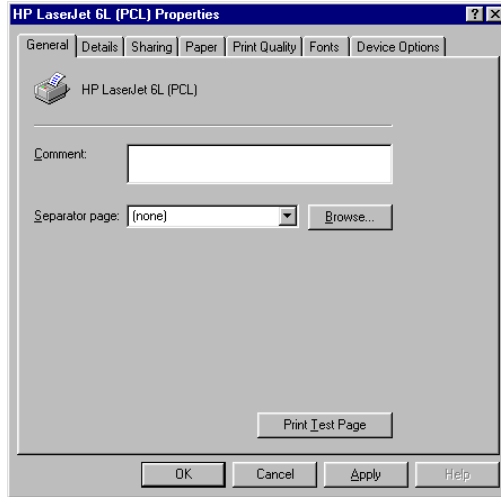 HP LaserJet 6L (PCL) Properties
General Details Sharing Paper Print Quality Fonts Device Options
HP LaserJet 6L (PCL)
Comment:
Separator page: (none) Browse...
Print Test Page
OK Cancel Apply Help